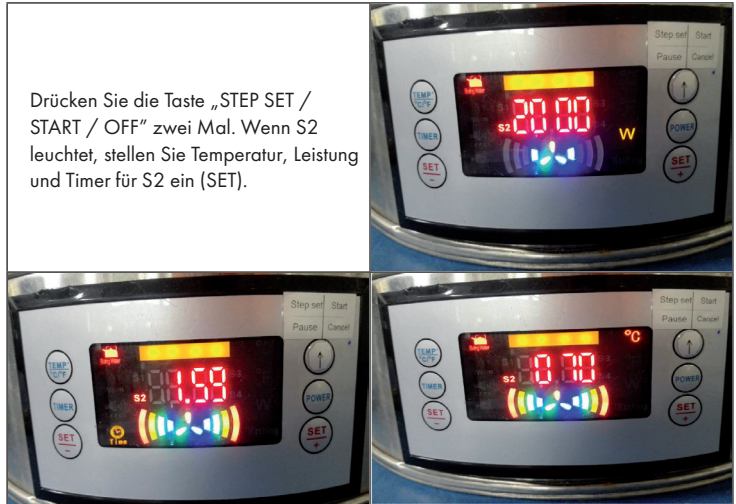 Drücken Sie die Taste „STEP SET /
START / OFF" zwei Mal. Wenn S2
leuchtet, stellen Sie Temperatur, Leistung
und Timer für S2 ein (SET).
Step set Start
Pause Cancel
TEMP' °C/°F
TIMER
SET −
S2 2000
W
↑
POWER
SET +
Step set Start
Pause Cancel
TEMP' °C/°F
TIMER
SET −
S2 1.59
Time
↑
POWER
SET +
Step set Start
Pause Cancel
TEMP' °C/°F
TIMER
SET −
°C
S2 070
↑
POWER
SET +